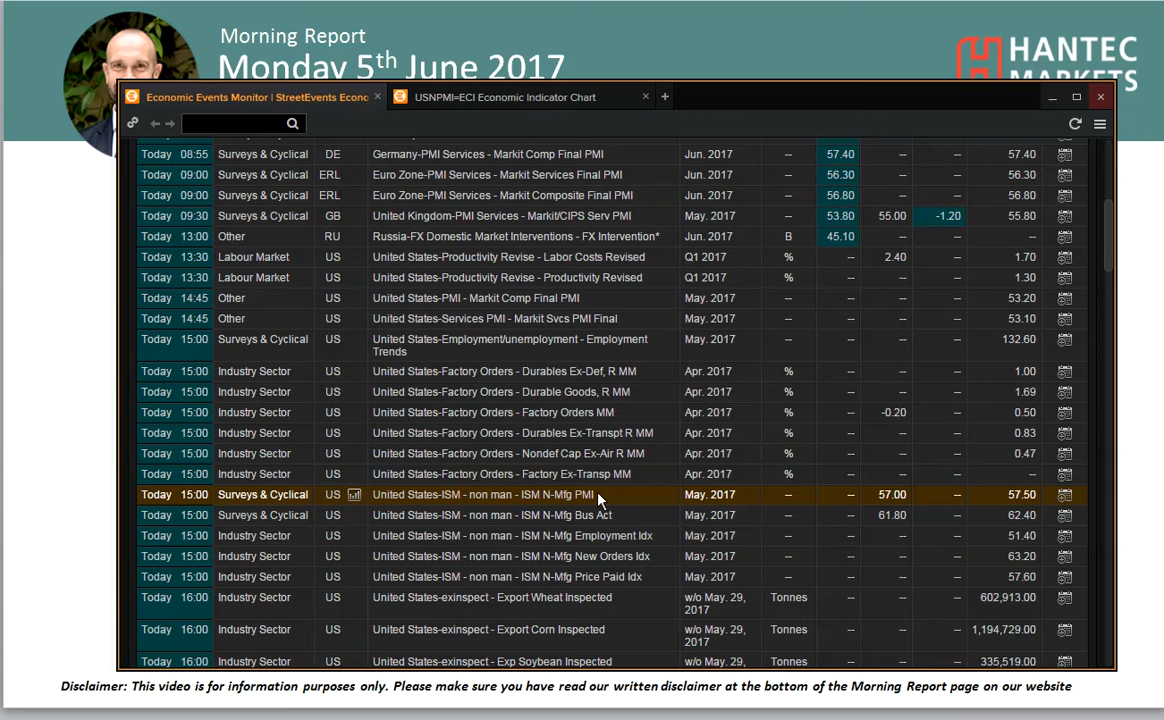 Morning Report
Monday 5th June 2017
HANTEC
MARKETS
Economic Events Monitor | StreetEvents Econo
USNPMI=ECI Economic Indicator Chart
Today 08:55 Surveys & Cyclical DE Germany-PMI Services - Markit Comp Final PMI Jun. 2017 -- 57.40 -- -- 57.40
Today 09:00 Surveys & Cyclical ERL Euro Zone-PMI Services - Markit Services Final PMI Jun. 2017 -- 56.30 -- -- 56.30
Today 09:00 Surveys & Cyclical ERL Euro Zone-PMI Services - Markit Composite Final PMI Jun. 2017 -- 56.80 -- -- 56.80
Today 09:30 Surveys & Cyclical GB United Kingdom-PMI Services - Markit/CIPS Serv PMI May. 2017 -- 53.80 55.00 -1.20 55.80
Today 13:00 Other RU Russia-FX Domestic Market Interventions - FX Intervention* Jun. 2017 B 45.10 -- -- --
Today 13:30 Labour Market US United States-Productivity Revise - Labor Costs Revised Q1 2017 % -- 2.40 -- 1.70
Today 13:30 Labour Market US United States-Productivity Revise - Productivity Revised Q1 2017 % -- -- -- 1.30
Today 14:45 Other US United States-PMI - Markit Comp Final PMI May. 2017 -- -- -- -- 53.20
Today 14:45 Other US United States-Services PMI - Markit Svcs PMI Final May. 2017 -- -- -- -- 53.10
Today 15:00 Surveys & Cyclical US United States-Employment/unemployment - Employment May. 2017 -- -- -- -- 132.60
Trends
Today 15:00 Industry Sector US United States-Factory Orders - Durables Ex-Def, R MM Apr. 2017 % -- -- -- 1.00
Today 15:00 Industry Sector US United States-Factory Orders - Durable Goods, R MM Apr. 2017 % -- -- -- 1.69
Today 15:00 Industry Sector US United States-Factory Orders - Factory Orders MM Apr. 2017 % -- -0.20 -- 0.50
Today 15:00 Industry Sector US United States-Factory Orders - Durables Ex-Transpt R MM Apr. 2017 % -- -- -- 0.83
Today 15:00 Industry Sector US United States-Factory Orders - Nondef Cap Ex-Air R MM Apr. 2017 % -- -- -- 0.47
Today 15:00 Industry Sector US United States-Factory Orders - Factory Ex-Transp MM Apr. 2017 % -- -- -- --
Today 15:00 Surveys & Cyclical US United States-ISM - non man - ISM N-Mfg PMI May. 2017 -- -- 57.00 -- 57.50
Today 15:00 Surveys & Cyclical US United States-ISM - non man - ISM N-Mfg Bus Act May. 2017 -- -- 61.80 -- 62.40
Today 15:00 Industry Sector US United States-ISM - non man - ISM N-Mfg Employment Idx May. 2017 -- -- -- -- 51.40
Today 15:00 Industry Sector US United States-ISM - non man - ISM N-Mfg New Orders Idx May. 2017 -- -- -- -- 63.20
Today 15:00 Industry Sector US United States-ISM - non man - ISM N-Mfg Price Paid Idx May. 2017 -- -- -- -- 57.60
Today 16:00 Industry Sector US United States-exinspect - Export Wheat Inspected w/o May. 29, Tonnes -- -- -- 602,913.00
2017
Today 16:00 Industry Sector US United States-exinspect - Export Corn Inspected w/o May. 29, Tonnes -- -- -- 1,194,729.00
2017
Today 16:00 Industry Sector US United States-exinspect - Exp Soybean Inspected w/o May. 29, Tonnes -- -- -- 335,519.00
Disclaimer: This video is for information purposes only. Please make sure you have read our written disclaimer at the bottom of the Morning Report page on our website